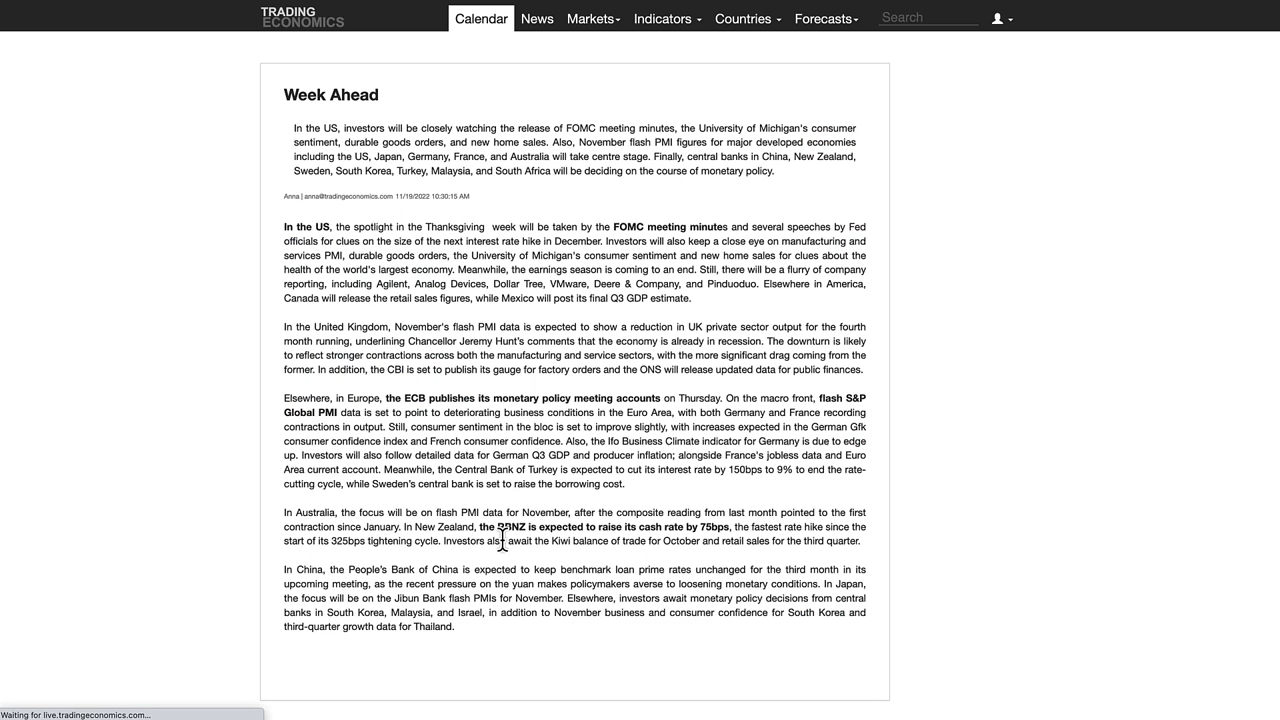 TRADING
ECONOMICS
Calendar News Markets Indicators Countries Forecasts Search
Week Ahead
In the US, investors will be closely watching the release of FOMC meeting minutes, the University of Michigan's consumer
sentiment, durable goods orders, and new home sales. Also, November flash PMI figures for major developed economies
including the US, Japan, Germany, France, and Australia will take centre stage. Finally, central banks in China, New Zealand,
Sweden, South Korea, Turkey, Malaysia, and South Africa will be deciding on the course of monetary policy.
Anna | anna@tradingeconomics.com 11/19/2022 10:30:15 AM
In the US, the spotlight in the Thanksgiving week will be taken by the FOMC meeting minutes and several speeches by Fed
officials for clues on the size of the next interest rate hike in December. Investors will also keep a close eye on manufacturing and
services PMI, durable goods orders, the University of Michigan's consumer sentiment and new home sales for clues about the
health of the world's largest economy. Meanwhile, the earnings season is coming to an end. Still, there will be a flurry of company
reporting, including Agilent, Analog Devices, Dollar Tree, VMware, Deere & Company, and Pinduoduo. Elsewhere in America,
Canada will release the retail sales figures, while Mexico will post its final Q3 GDP estimate.
In the United Kingdom, November's flash PMI data is expected to show a reduction in UK private sector output for the fourth
month running, underlining Chancellor Jeremy Hunt's comments that the economy is already in recession. The downturn is likely
to reflect stronger contractions across both the manufacturing and service sectors, with the more significant drag coming from the
former. In addition, the CBI is set to publish its gauge for factory orders and the ONS will release updated data for public finances.
Elsewhere, in Europe, the ECB publishes its monetary policy meeting accounts on Thursday. On the macro front, flash S&P
Global PMI data is set to point to deteriorating business conditions in the Euro Area, with both Germany and France recording
contractions in output. Still, consumer sentiment in the bloc is set to improve slightly, with increases expected in the German Gfk
consumer confidence index and French consumer confidence. Also, the Ifo Business Climate indicator for Germany is due to edge
up. Investors will also follow detailed data for German Q3 GDP and producer inflation; alongside France's jobless data and Euro
Area current account. Meanwhile, the Central Bank of Turkey is expected to cut its interest rate by 150bps to 9% to end the rate-
cutting cycle, while Sweden's central bank is set to raise the borrowing cost.
In Australia, the focus will be on flash PMI data for November, after the composite reading from last month pointed to the first
contraction since January. In New Zealand, the RBNZ is expected to raise its cash rate by 75bps, the fastest rate hike since the
start of its 325bps tightening cycle. Investors also await the Kiwi balance of trade for October and retail sales for the third quarter.
In China, the People's Bank of China is expected to keep benchmark loan prime rates unchanged for the third month in its
upcoming meeting, as the recent pressure on the yuan makes policymakers averse to loosening monetary conditions. In Japan,
the focus will be on the Jibun Bank flash PMIs for November. Elsewhere, investors await monetary policy decisions from central
banks in South Korea, Malaysia, and Israel, in addition to November business and consumer confidence for South Korea and
third-quarter growth data for Thailand.
Waiting for live.tradingeconomics.com...